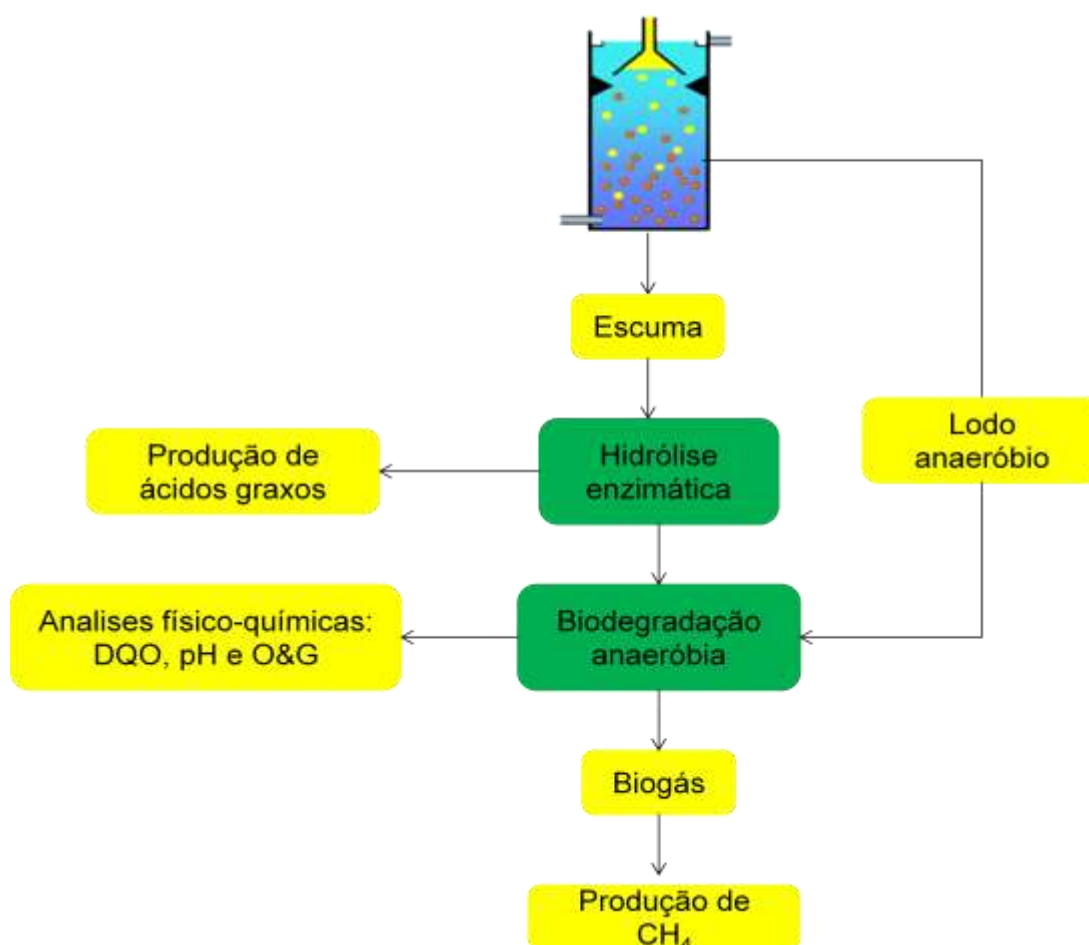 Escuma
Hidrólise
enzimática
Produção de
ácidos graxos
Lodo
anaeróbio
Biodegradação
anaeróbia
Analises físico-químicas:
DQO, pH e O&G
Biogás
Produção de
CH₄